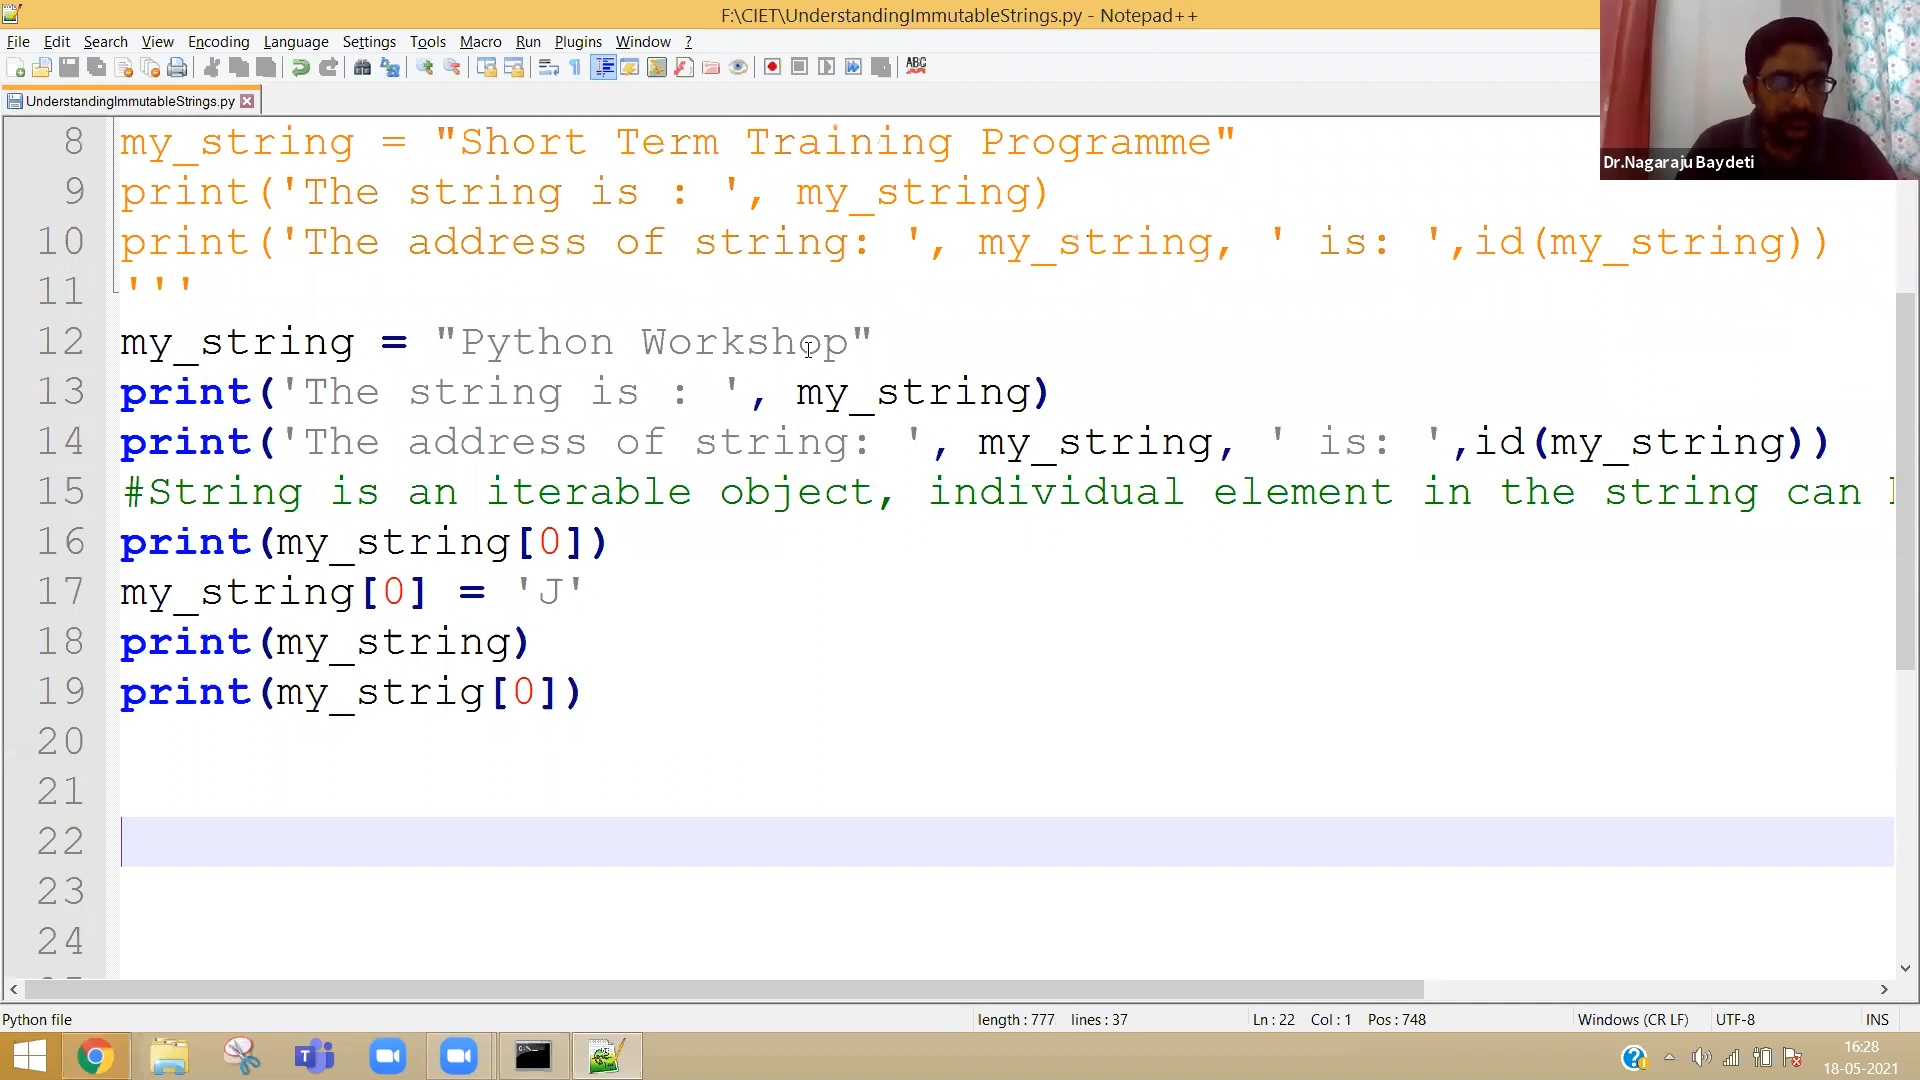 F:\CIET\UnderstandingImmutableStrings.py - Notepad++
File Edit Search View Encoding Language Settings Tools Macro Run Plugins Window ?
ABC
UnderstandingImmutableStrings.py
Dr.Nagaraju Baydeti
8 my_string = "Short Term Training Programme"
9 print('The string is : ', my_string)
10 print('The address of string: ', my_string, ' is: ',id(my_string))
11 '''
12 my_string = "Python Workshop"
13 print('The string is : ', my_string)
14 print('The address of string: ', my_string, ' is: ',id(my_string))
15 #String is an iterable object, individual element in the string can
16 print(my_string[0])
17 my_string[0] = 'J'
18 print(my_string)
19 print(my_strig[0])
20
21
22
23
24
Python file length : 777 lines : 37 Ln : 22 Col : 1 Pos : 748 Windows (CR LF) UTF-8 INS
16:28
18-05-2021